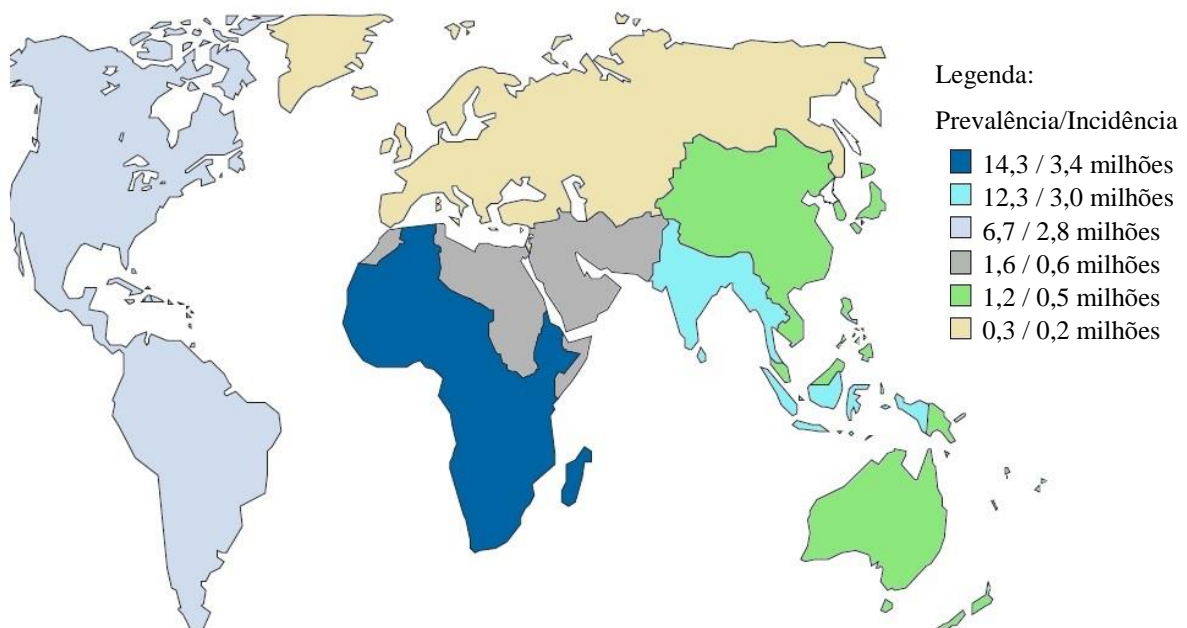 Legenda:
Prevalência/Incidência
14,3 / 3,4 milhões
12,3 / 3,0 milhões
6,7 / 2,8 milhões
1,6 / 0,6 milhões
1,2 / 0,5 milhões
0,3 / 0,2 milhões